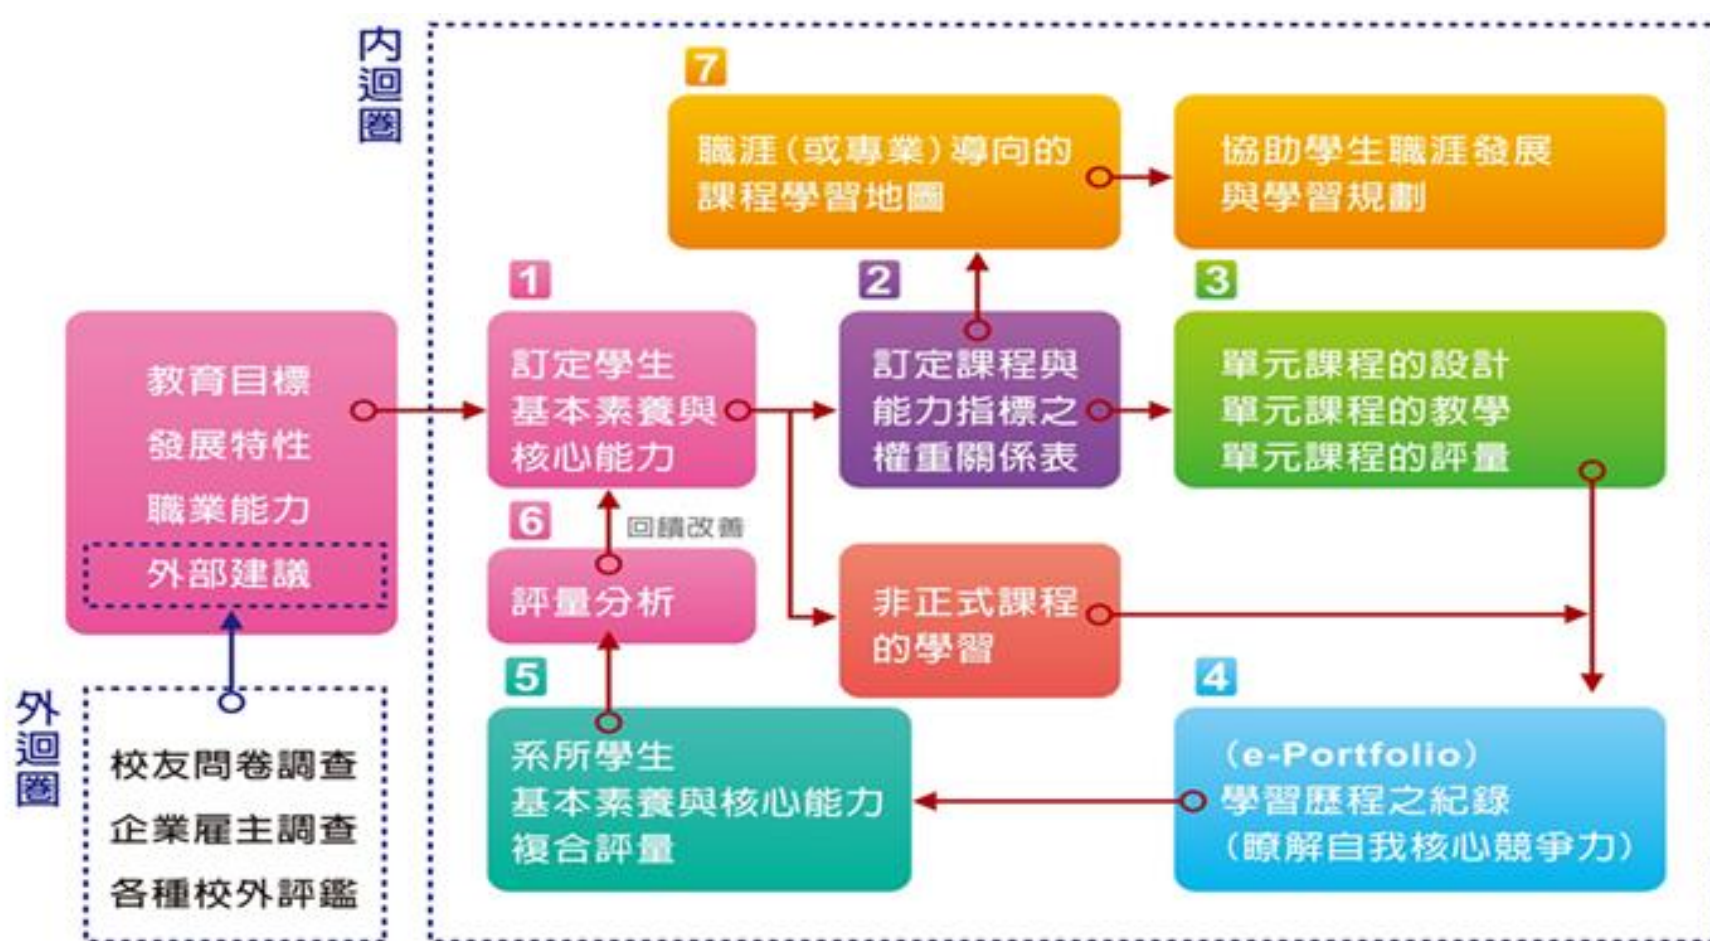 內迴圈
7
職涯(或專業)導向的
課程學習地圖
協助學生職涯發展
與學習規劃
教育目標
發展特性
職業能力
外部建議
1
訂定學生
基本素養與
核心能力
2
訂定課程與
能力指標之
權重關係表
3
單元課程的設計
單元課程的教學
單元課程的評量
6
回饋改善
評量分析
非正式課程
的學習
外迴圈
校友問卷調查
企業雇主調查
各種校外評鑑
5
系所學生
基本素養與核心能力
複合評量
4
(e-Portfolio)
學習歷程之紀錄
(瞭解自我核心競爭力)